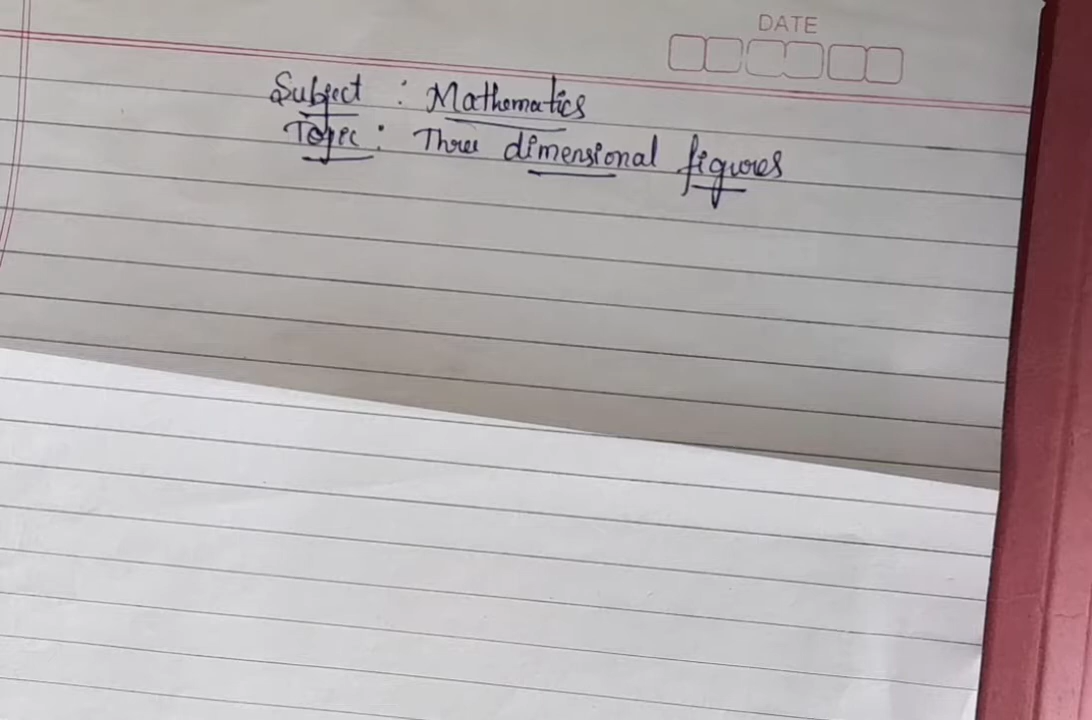 DATE
Subject : Mathematics
Topic : Three dimensional figures